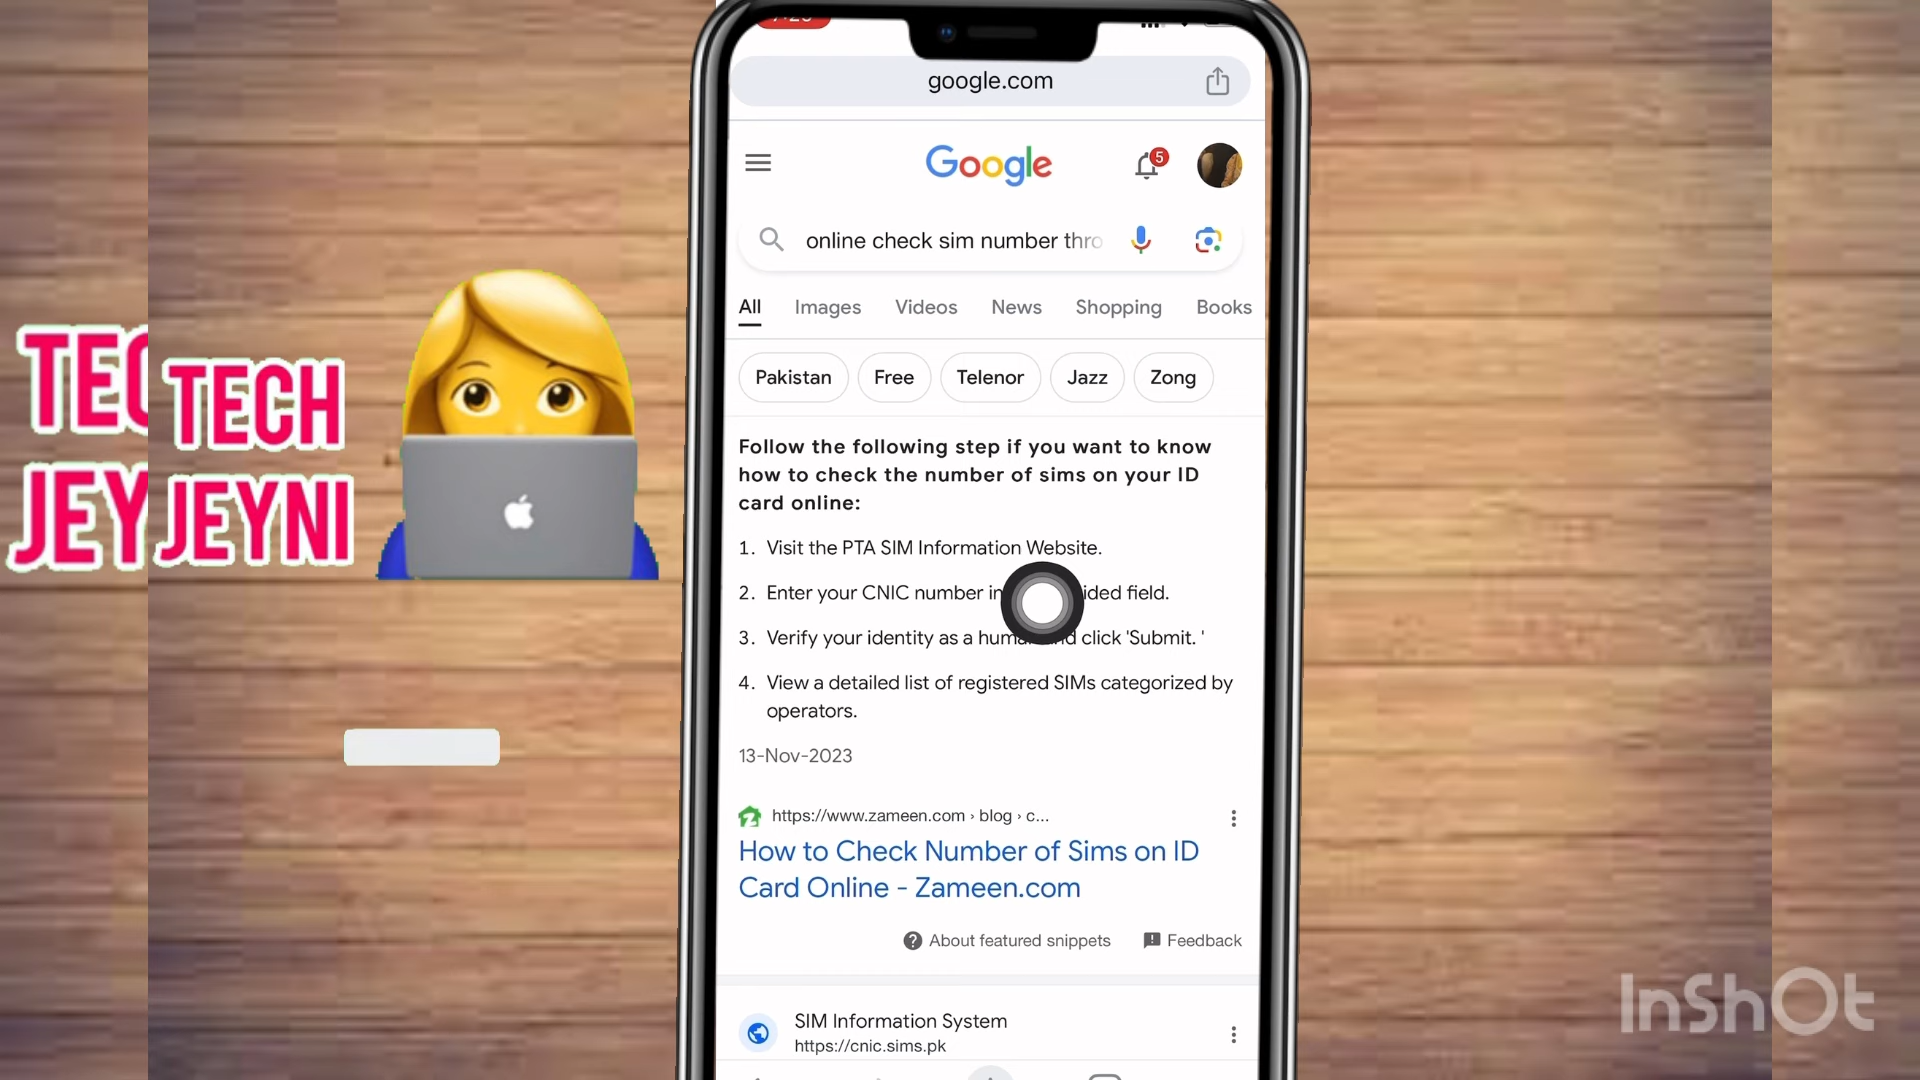 google.com
Google
5
online check sim number thro
All Images Videos News Shopping Books
Pakistan Free Telenor Jazz Zong
Follow the following step if you want to know
how to check the number of sims on your ID
card online:
1. Visit the PTA SIM Information Website.
2. Enter your CNIC number in ided field.
3. Verify your identity as a huma d click 'Submit. '
4. View a detailed list of registered SIMs categorized by
operators.
13-Nov-2023
https://www.zameen.com › blog › c...
How to Check Number of Sims on ID
Card Online - Zameen.com
About featured snippets Feedback
SIM Information System
https://cnic.sims.pk
TEC
JEY
TECH
JEYNI
InShOt